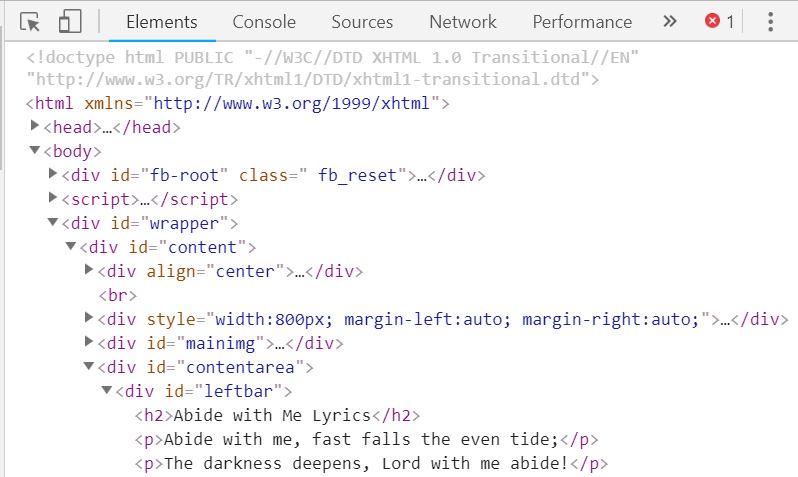 Elements Console Sources Network Performance » 1
<!doctype html PUBLIC "-//W3C//DTD XHTML 1.0 Transitional//EN"
"http://www.w3.org/TR/xhtml1/DTD/xhtml1-transitional.dtd">
<html xmlns="http://www.w3.org/1999/xhtml">
<head>…</head>
<body>
<div id="fb-root" class=" fb_reset">…</div>
<script>…</script>
<div id="wrapper">
<div id="content">
<div align="center">…</div>
<br>
<div style="width:800px; margin-left:auto; margin-right:auto;">…</div>
<div id="mainimg">…</div>
<div id="contentarea">
<div id="leftbar">
<h2>Abide with Me Lyrics</h2>
<p>Abide with me, fast falls the even tide;</p>
<p>The darkness deepens, Lord with me abide!</p>